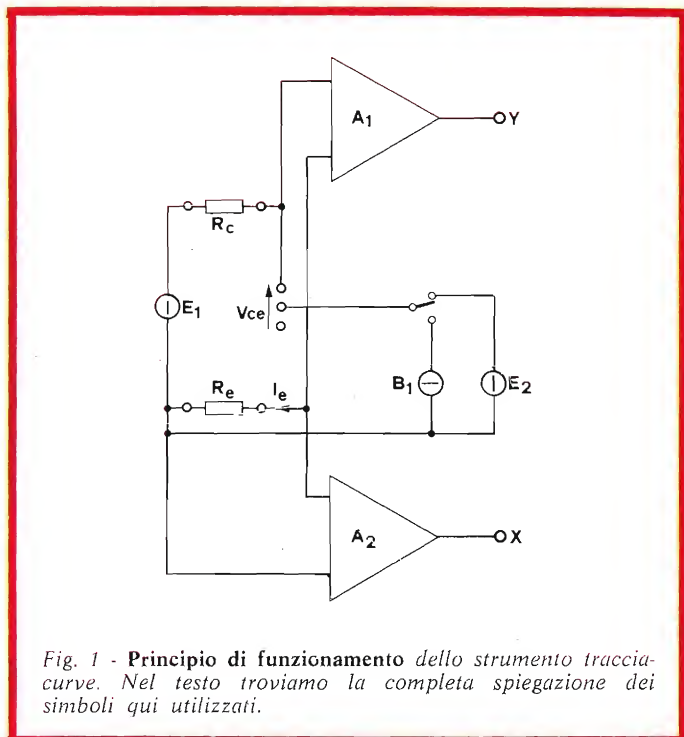 A1
Y
Rc
E1
Vce
B1
E2
Re
Ie
A2
X
Fig. 1 - Principio di funzionamento dello strumento traccia-
curve. Nel testo troviamo la completa spiegazione dei
simboli qui utilizzati.